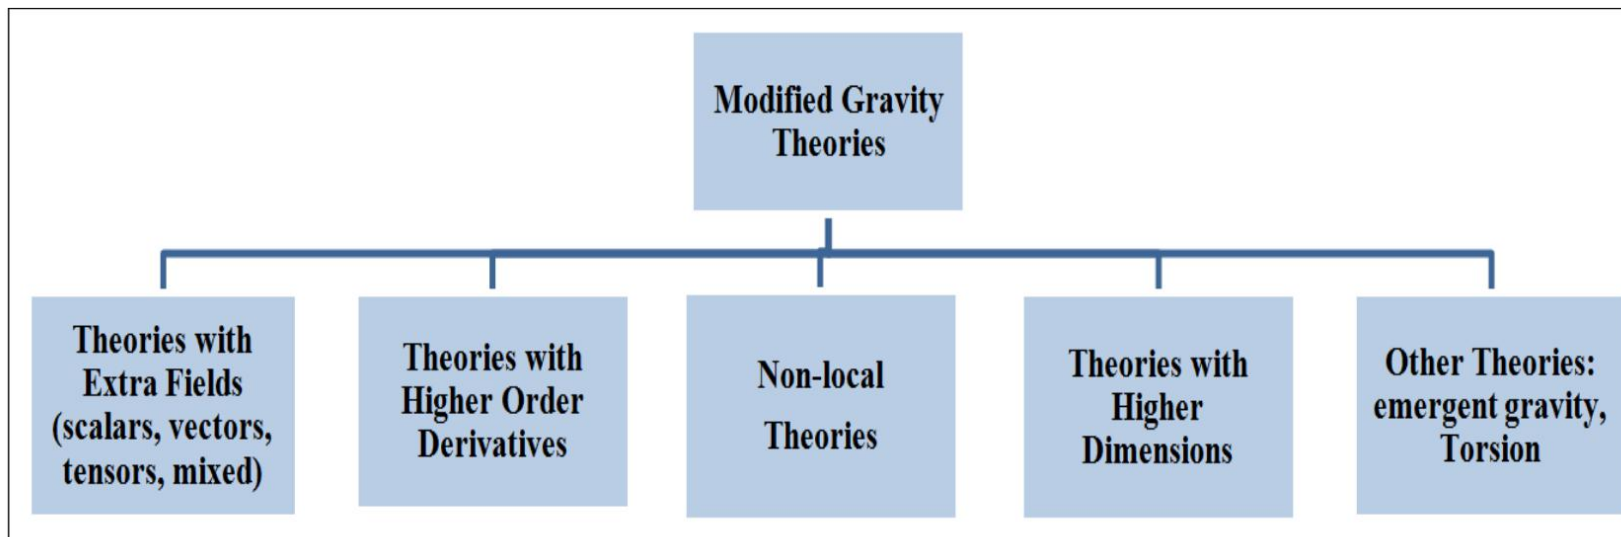 Modified Gravity
Theories
Theories with
Extra Fields
(scalars, vectors,
tensors, mixed)
Theories with
Higher Order
Derivatives
Non-local
Theories
Theories with
Higher
Dimensions
Other Theories:
emergent gravity,
Torsion